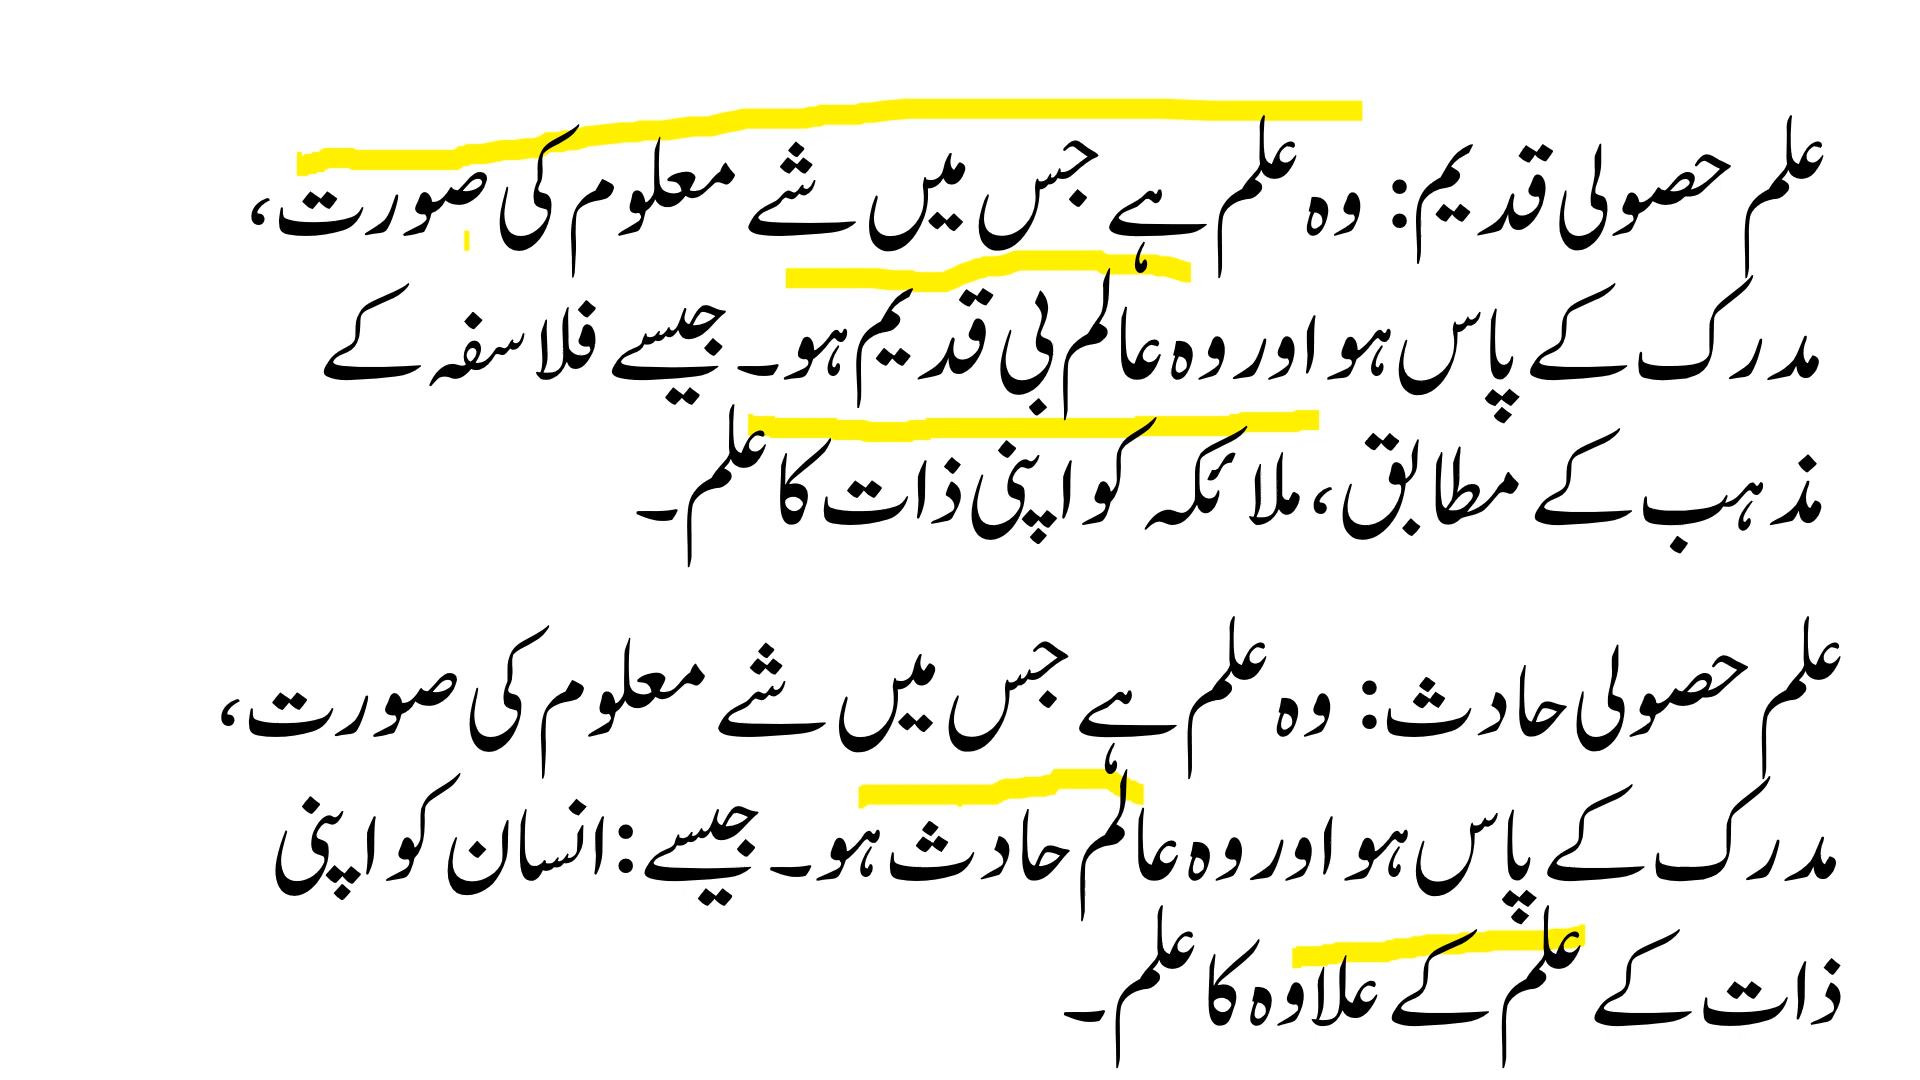 علم حصولی قدیم: وہ علم ہے جس میں شے معلوم کی صورت،
مدرک کے پاس ہو اور وہ عالم بی قدیم ہو۔ جیسے فلاسفہ کے
مذہب کے مطابق، ملائکہ کو اپنی ذات کا علم۔
علم حصولی حادث: وہ علم ہے جس میں شے معلوم کی صورت،
مدرک کے پاس ہو اور وہ عالم حادث ہو۔ جیسے: انسان کو اپنی
ذات کے علم کے علاوہ کا علم۔